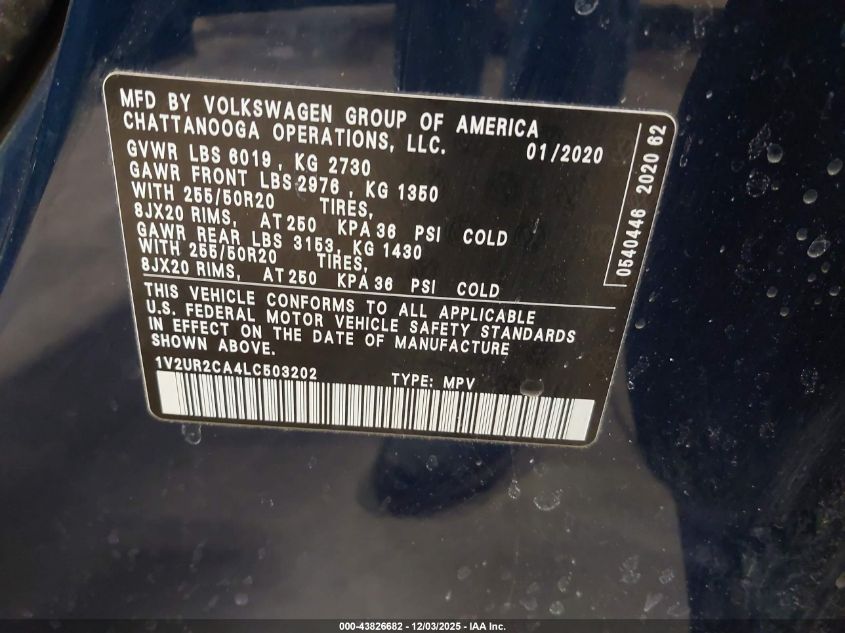 MFD BY VOLKSWAGEN GROUP OF AMERICA
CHATTANOOGA OPERATIONS, LLC.
01/2020
GVWR LBS 6019, KG 2730
GAWR FRONT LBS 2976, KG 1350
WITH 255/50R20 TIRES,
8JX20 RIMS, AT 250 KPA 36 PSI COLD
GAWR REAR LBS 3153, KG 1430
WITH 255/50R20 TIRES,
8JX20 RIMS, AT 250 KPA 36 PSI COLD
THIS VEHICLE CONFORMS TO ALL APPLICABLE
U.S. FEDERAL MOTOR VEHICLE SAFETY STANDARDS
IN EFFECT ON THE DATE OF MANUFACTURE
SHOWN ABOVE.
1V2UR2CA4LC503202 TYPE: MPV
0540446 2020 62
000-43826682 - 12/03/2025 - IAA Inc.